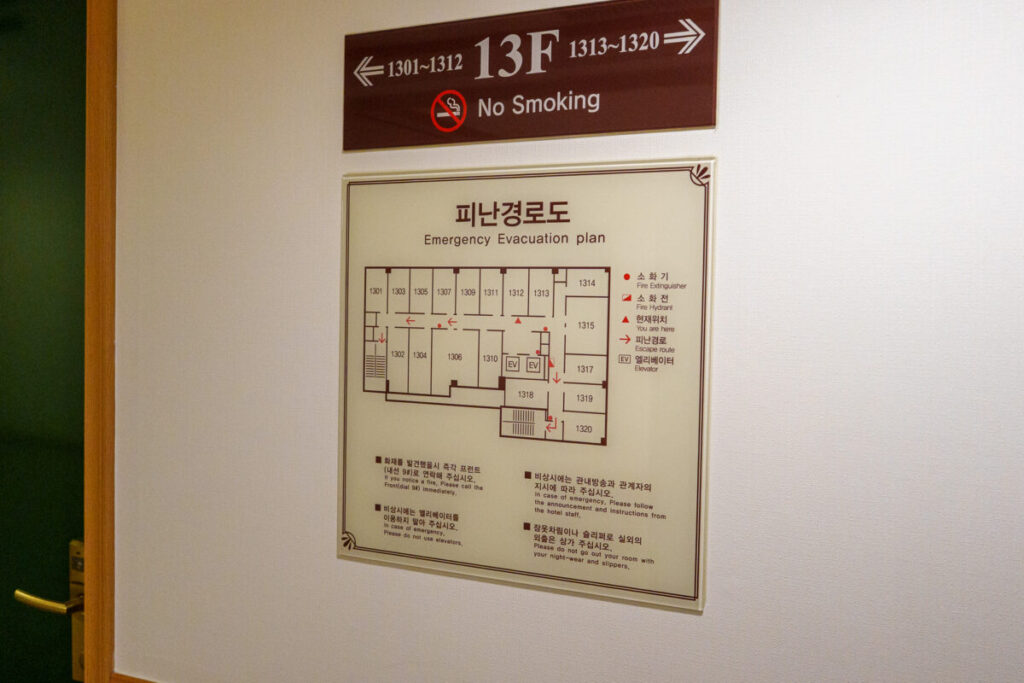 1301~1312
13F
1313~1320
No Smoking
피난경로도
Emergency Evacuation plan
1301
1303
1305
1307
1309
1311
1312
1313
1314
1315
1302
1304
1306
1310
EV
EV
1317
1318
1319
1320
소 화 기
Fire Extinguisher
소 화 전
Fire Hydrant
현재위치
You are here
피난경로
Escape route
EV 엘리베이터
Elevator
화재를 발견했을시 즉각 프런트
(내선 9#)로 연락해 주십시오.
If you notice a fire, Please call the
Front(dial 9#) immediately.
비상시에는 엘리베이터를
이용하지 말아 주십시오.
in case of emergency,
Please do not use elevators.
비상시에는 관내방송과 관계자의
지시에 따라 주십시오.
in case of emergency, Please follow
the announcement and instructions from
the hotel staff.
잠옷차림이나 슬리퍼로 실외의
외출은 삼가 주십시오.
Please do not go out your room with
your night-wear and slippers.